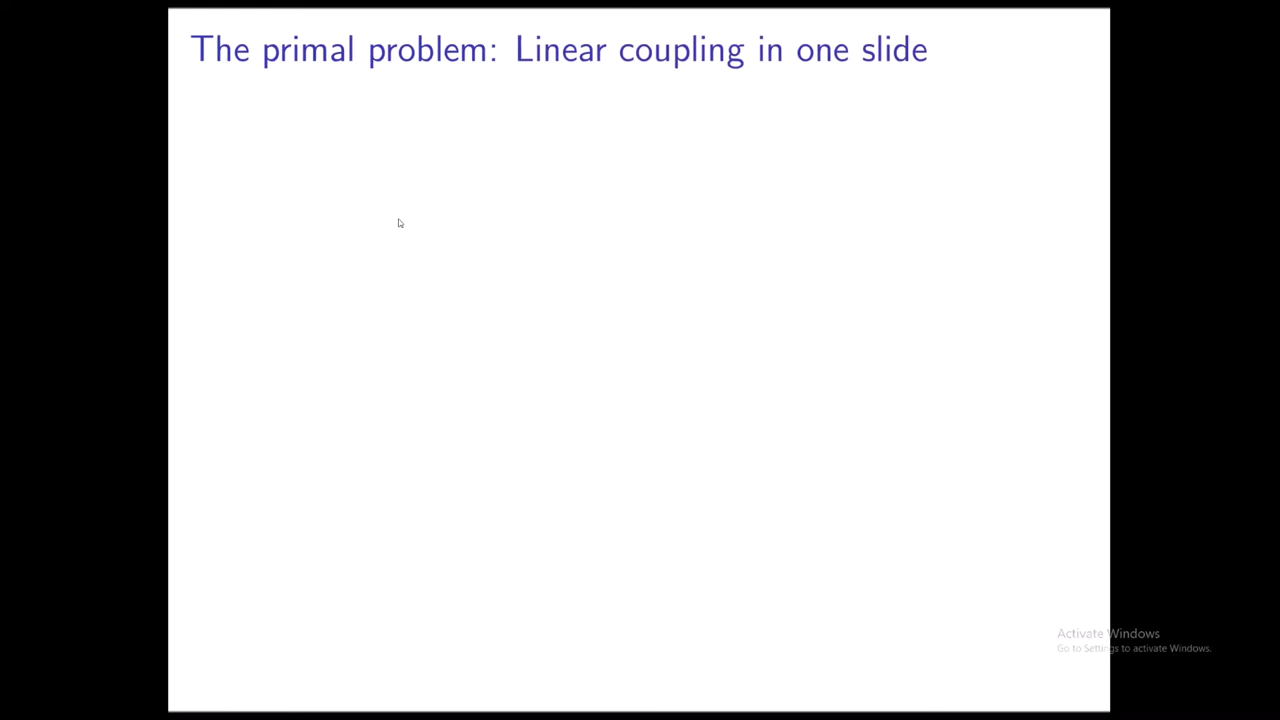 The primal problem: Linear coupling in one slide
Activate Windows
Go to Settings to activate Windows.